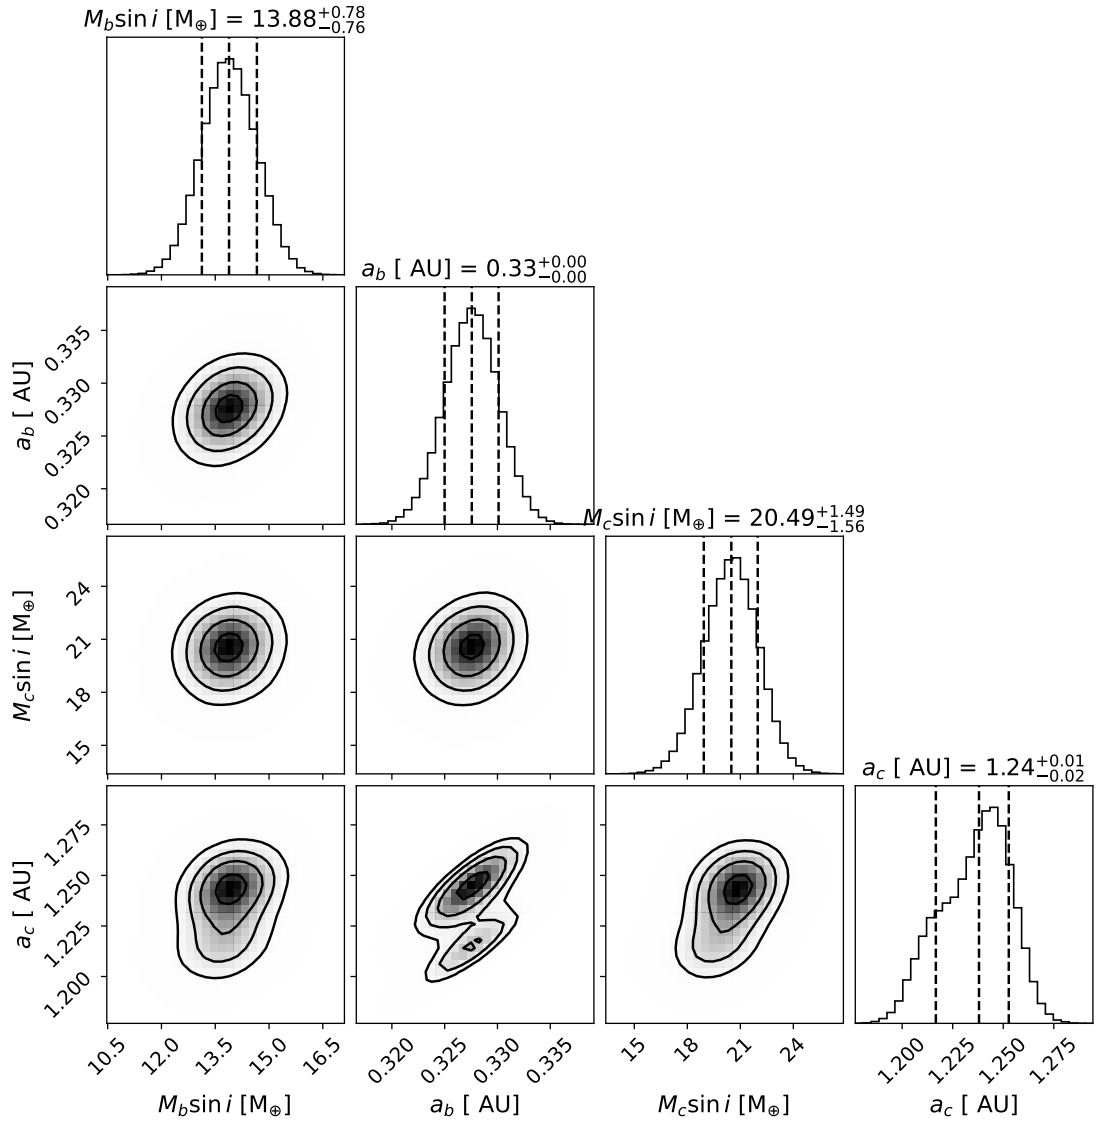 M_b sin i [M_⊕] = 13.88^{+0.78}_{−0.76}
a_b [ AU] = 0.33^{+0.00}_{−0.00}
0.335
0.330
0.325
0.320
a_b [ AU]
M_c sin i [M_⊕] = 20.49^{+1.49}_{−1.56}
24
21
18
15
M_c sin i [M_⊕]
a_c [ AU] = 1.24^{+0.01}_{−0.02}
1.275
1.250
1.225
1.200
a_c [ AU]
10.5 12.0 13.5 15.0 16.5
0.320 0.325 0.330 0.335
15 18 21 24
1.200 1.225 1.250 1.275
M_b sin i [M_⊕]
a_b [ AU]
M_c sin i [M_⊕]
a_c [ AU]